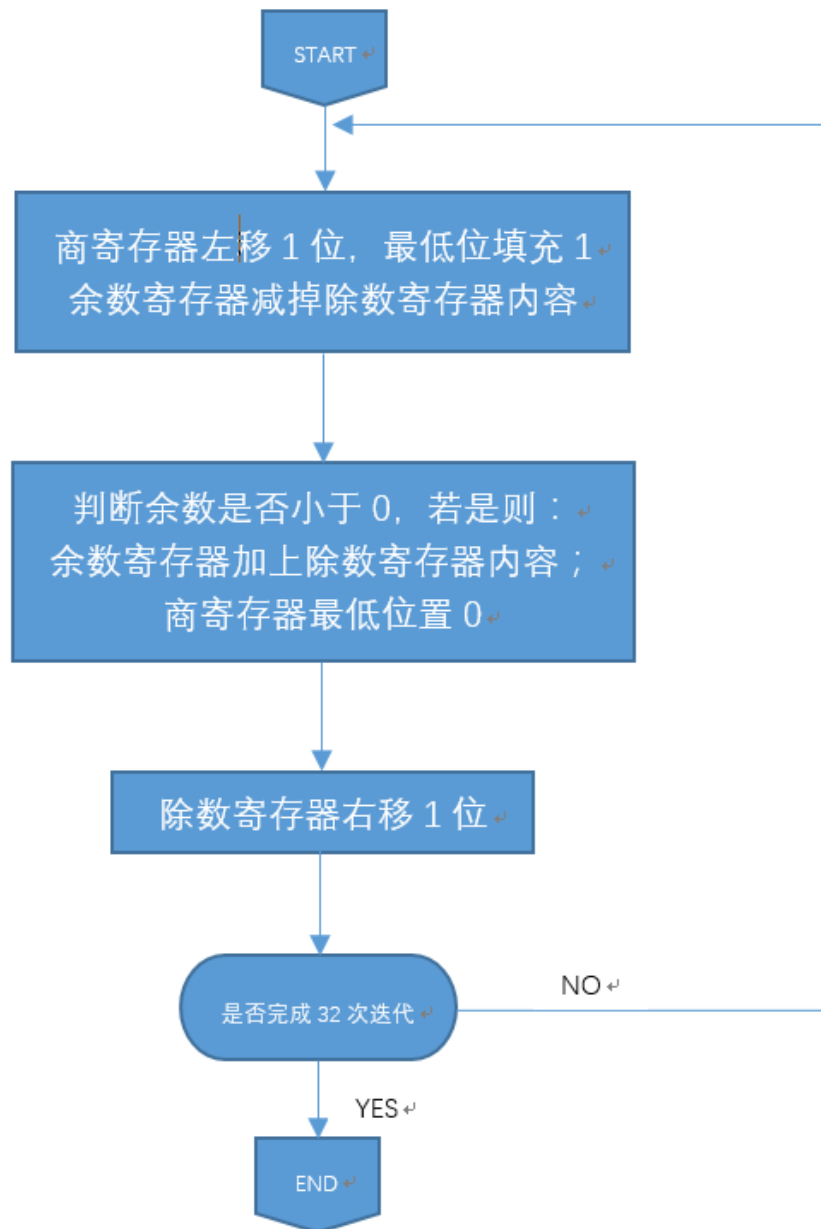 START
商寄存器左移 1 位，最低位填充 1
余数寄存器减掉除数寄存器内容
判断余数是否小于 0，若是则：
余数寄存器加上除数寄存器内容；
商寄存器最低位置 0
除数寄存器右移 1 位
是否完成 32 次迭代
NO
YES
END